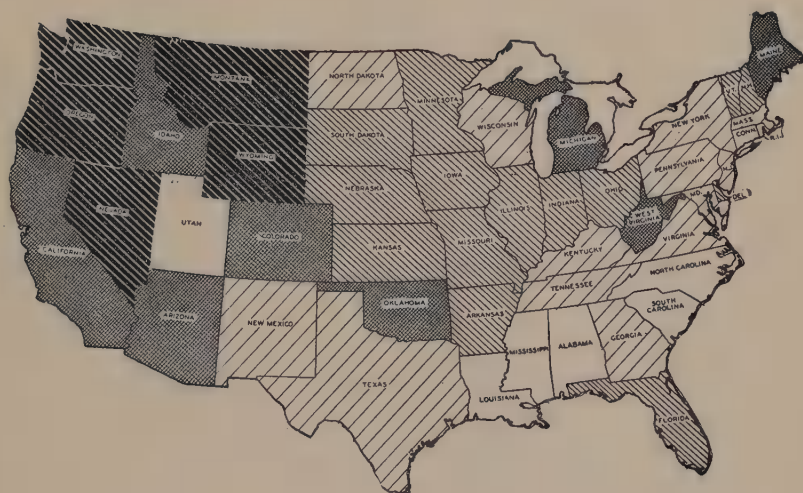 WASHINGTON
OREGON
CALIFORNIA
NEVADA
IDAHO
MONTANA
WYOMING
UTAH
COLORADO
ARIZONA
NEW MEXICO
NORTH DAKOTA
SOUTH DAKOTA
NEBRASKA
KANSAS
OKLAHOMA
TEXAS
MINNESOTA
IOWA
MISSOURI
ARKANSAS
LOUISIANA
WISCONSIN
ILLINOIS
MICHIGAN
INDIANA
OHIO
KENTUCKY
TENNESSEE
MISSISSIPPI
ALABAMA
GEORGIA
FLORIDA
SOUTH CAROLINA
NORTH CAROLINA
VIRGINIA
WEST
VIRGINIA
MD.
DEL.
PENNSYLVANIA
N.J.
NEW YORK
CONN.
R.I.
MASS.
VT.
N.H.
MAINE